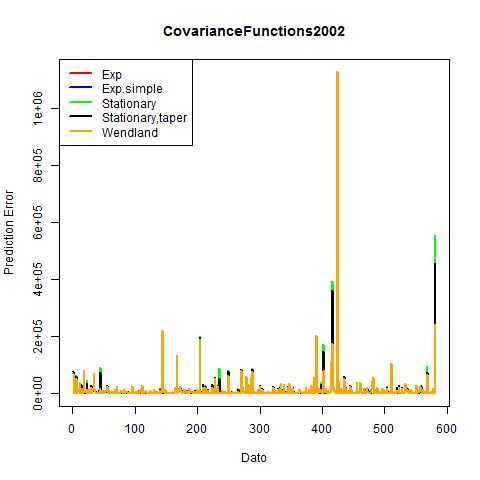 CovarianceFunctions2002
Exp
Exp.simple
Stationary
Stationary,taper
Wendland
Prediction Error
0e+00
2e+05
4e+05
6e+05
8e+05
1e+06
0 100 200 300 400 500 600
Dato